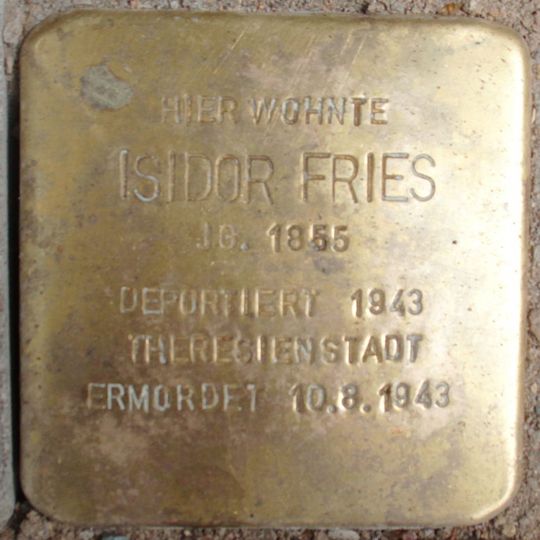 HIER WOHNTE
ISIDOR FRIES
JG. 1855
DEPORTIERT 1943
THERESIENSTADT
ERMORDET 10.8.1943